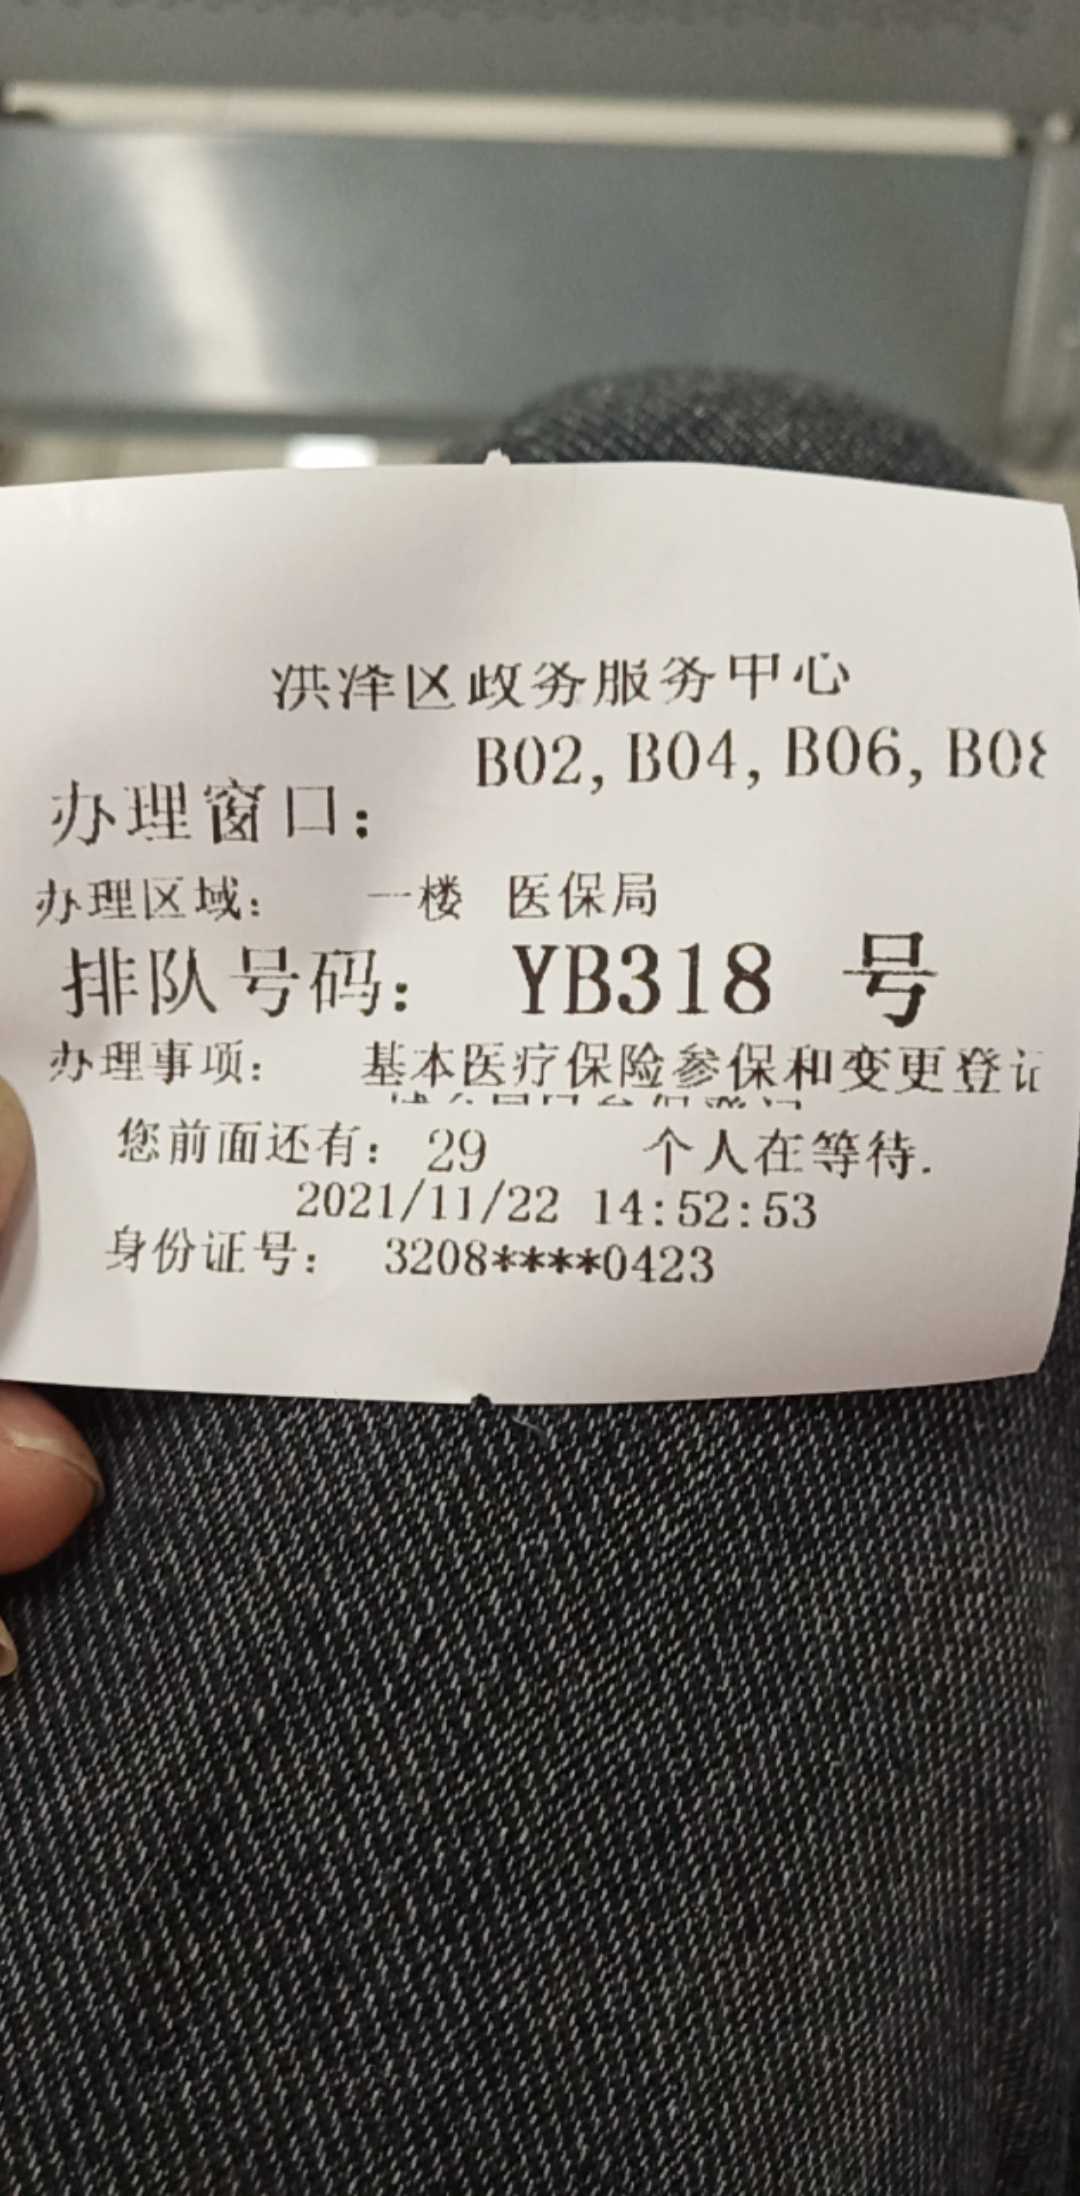 洪泽区政务服务中心
B02,B04,B06,B08
办理窗口：
办理区域： 一楼 医保局
排队号码： YB318 号
办理事项： 基本医疗保险参保和变更登记
您前面还有： 29 个人在等待.
2021/11/22 14:52:53
身份证号： 3208****0423